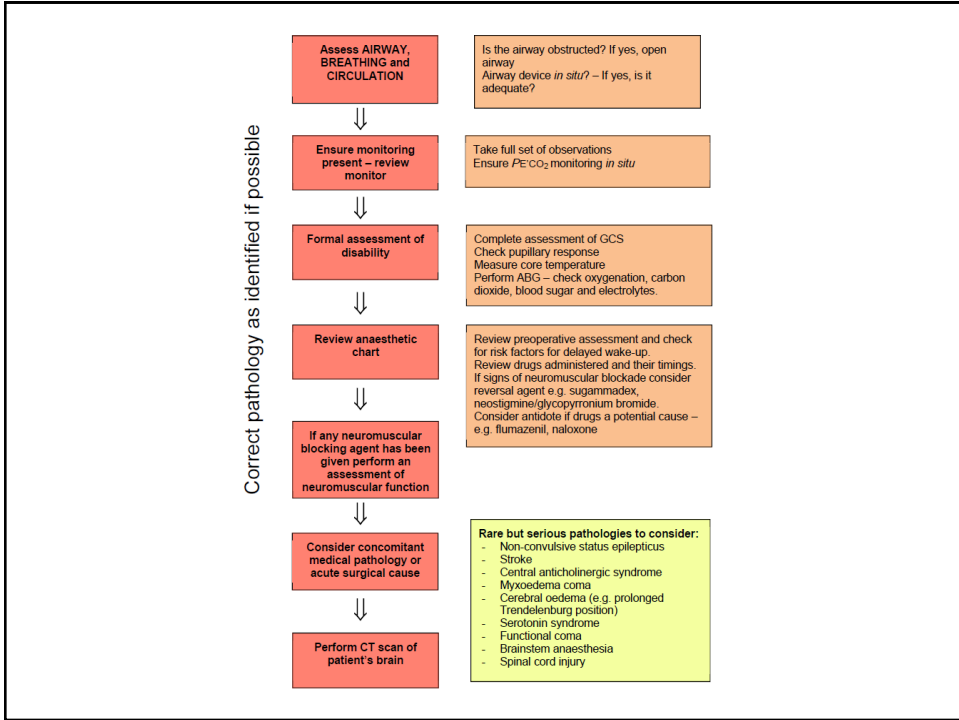 Correct pathology as identified if possible
Assess AIRWAY,
BREATHING and
CIRCULATION
Is the airway obstructed? If yes, open
airway
Airway device in situ? – If yes, is it
adequate?
Ensure monitoring
present – review
monitor
Take full set of observations
Ensure PE'CO₂ monitoring in situ
Formal assessment of
disability
Complete assessment of GCS
Check pupillary response
Measure core temperature
Perform ABG – check oxygenation, carbon
dioxide, blood sugar and electrolytes.
Review anaesthetic
chart
Review preoperative assessment and check
for risk factors for delayed wake-up.
Review drugs administered and their timings.
If signs of neuromuscular blockade consider
reversal agent e.g. sugammadex,
neostigmine/glycopyrronium bromide.
Consider antidote if drugs a potential cause –
e.g. flumazenil, naloxone
If any neuromuscular
blocking agent has been
given perform an
assessment of
neuromuscular function
Consider concomitant
medical pathology or
acute surgical cause
Rare but serious pathologies to consider:
- Non-convulsive status epilepticus
- Stroke
- Central anticholinergic syndrome
- Myxoedema coma
- Cerebral oedema (e.g. prolonged
Trendelenburg position)
- Serotonin syndrome
- Functional coma
- Brainstem anaesthesia
- Spinal cord injury
Perform CT scan of
patient's brain